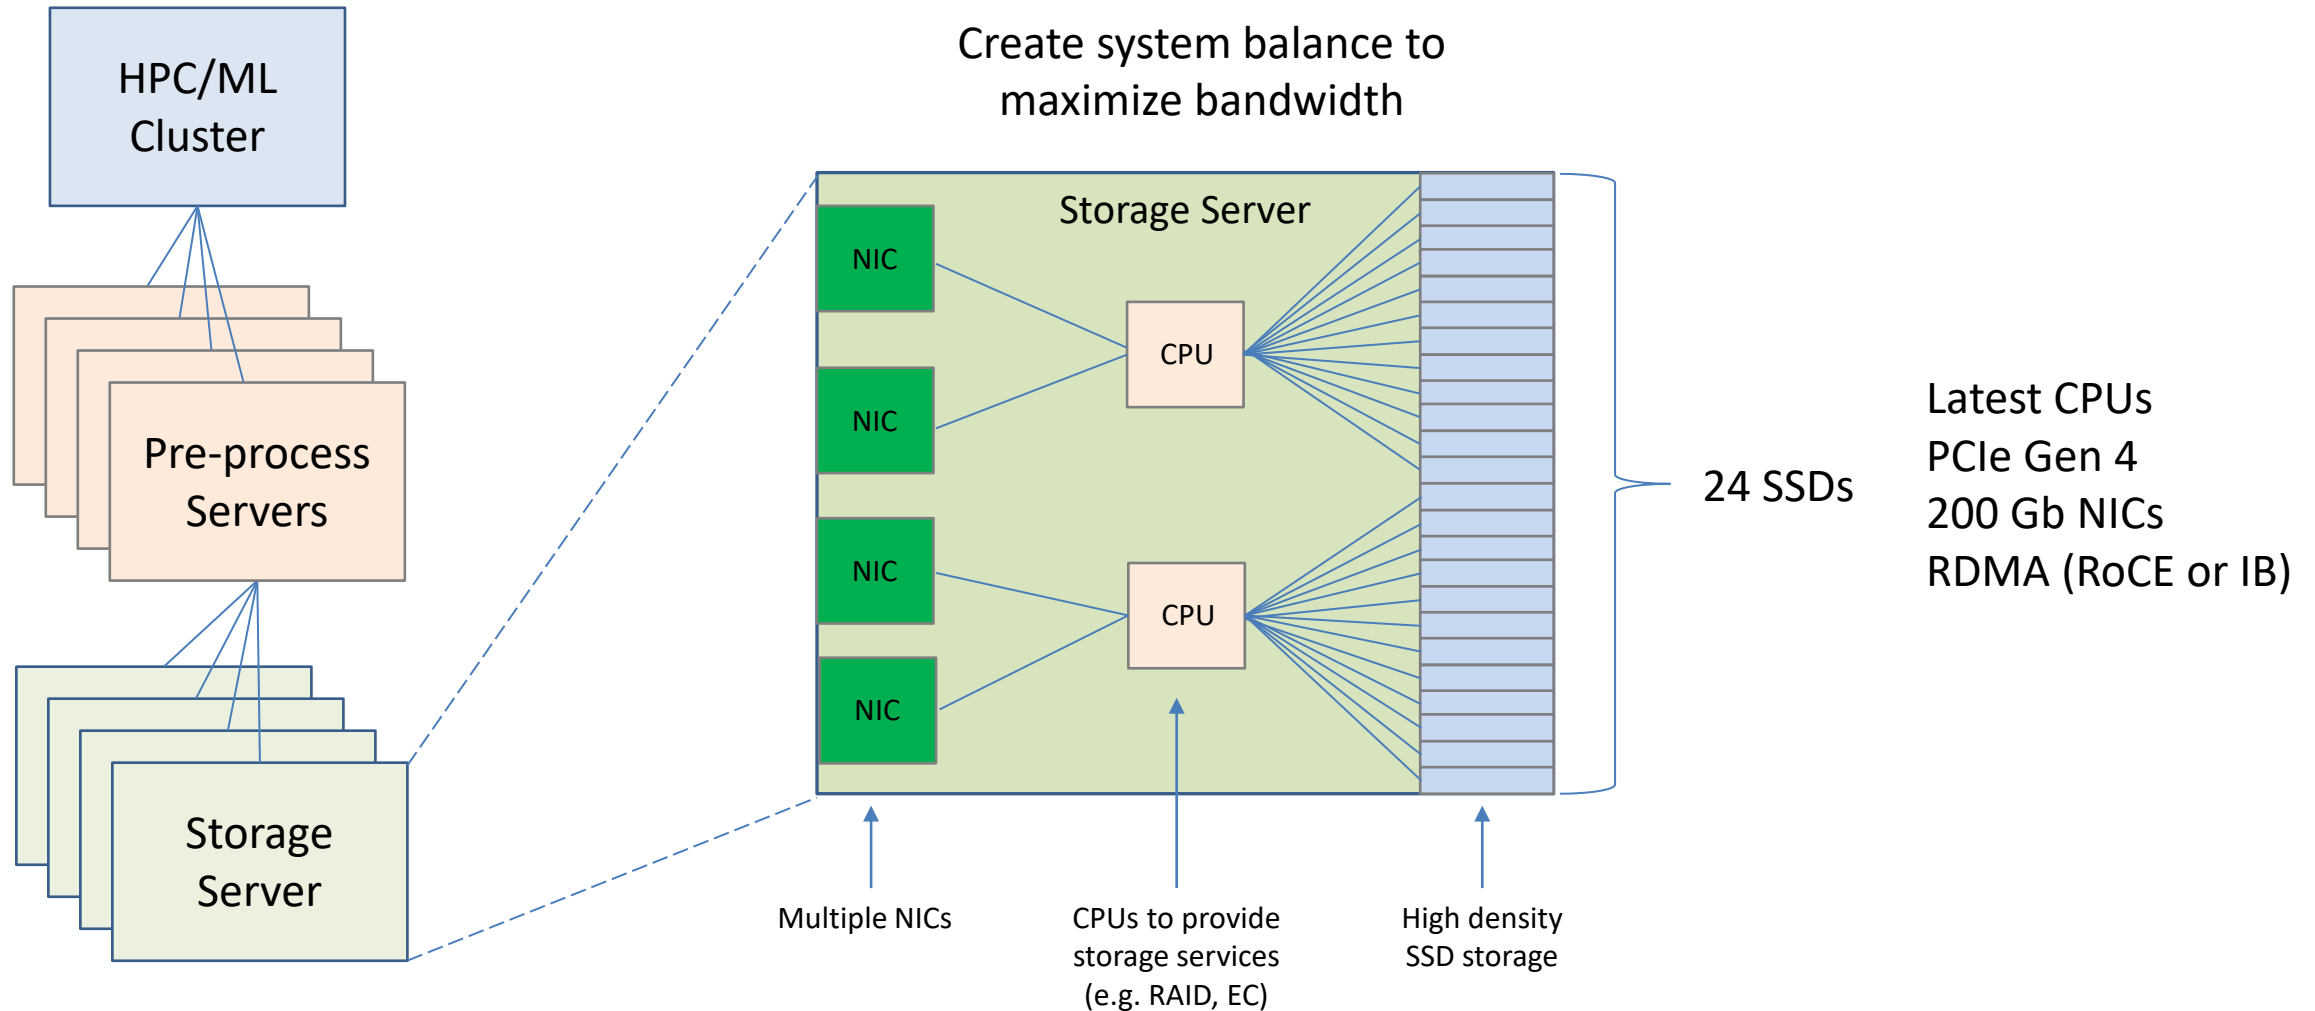 HPC/ML
Cluster
Pre-process
Servers
Storage
Server
Create system balance to
maximize bandwidth
Storage Server
NIC
NIC
NIC
NIC
CPU
CPU
24 SSDs
Latest CPUs
PCIe Gen 4
200 Gb NICs
RDMA (RoCE or IB)
Multiple NICs
CPUs to provide
storage services
(e.g. RAID, EC)
High density
SSD storage